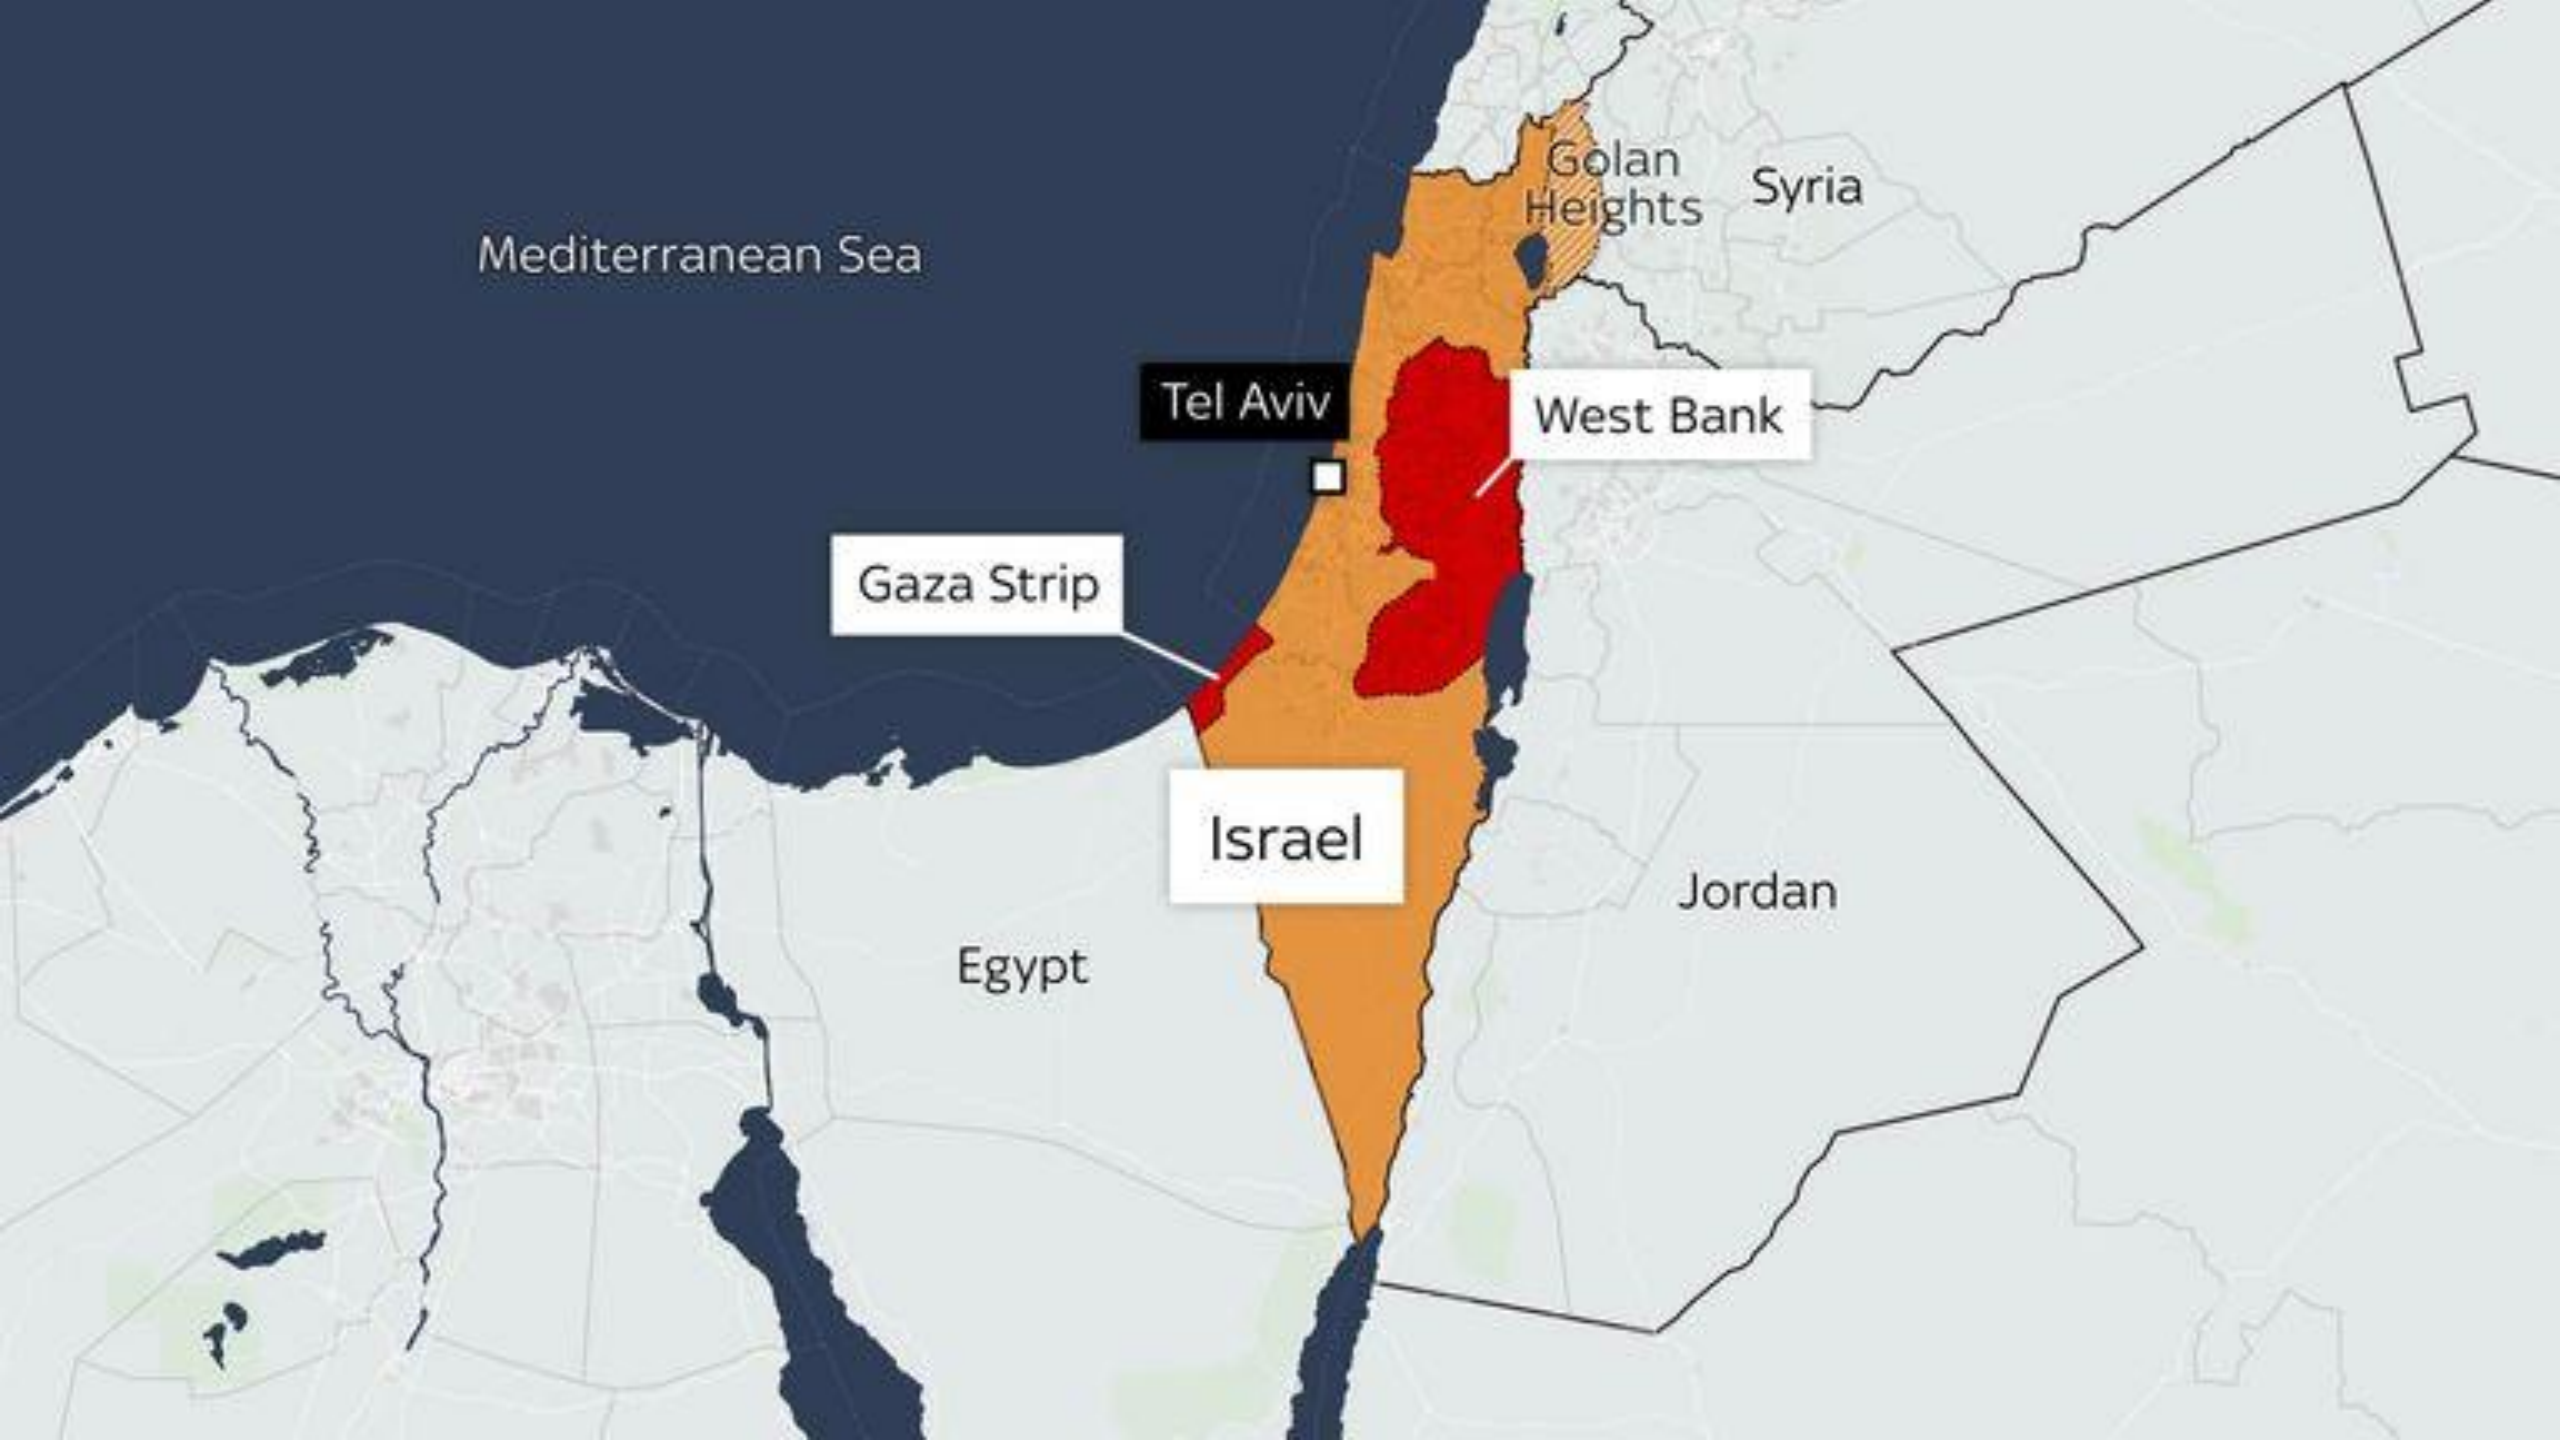 Golan
Heights
Syria
Mediterranean Sea
Tel Aviv
West Bank
Gaza Strip
Israel
Jordan
Egypt